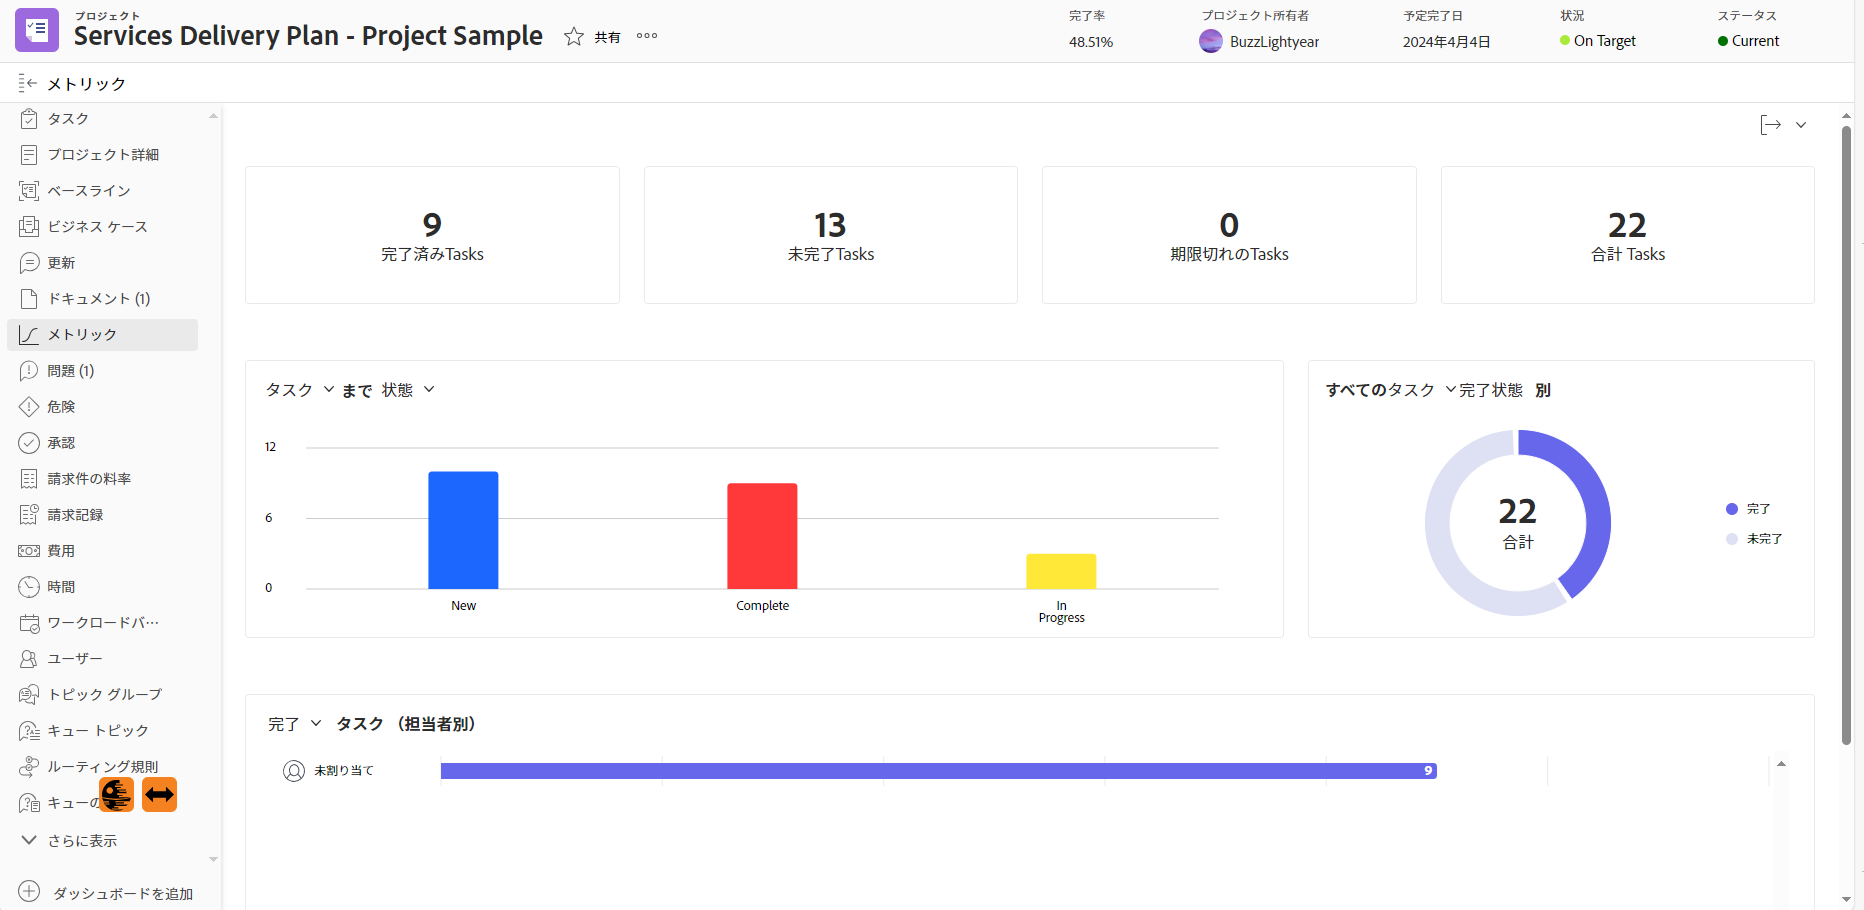 プロジェクト
Services Delivery Plan - Project Sample
共有
完了率
48.51%
プロジェクト所有者
BuzzLightyear
予定完了日
2024年4月4日
状況
On Target
ステータス
Current
メトリック
タスク
プロジェクト詳細
ベースライン
ビジネス ケース
更新
ドキュメント (1)
メトリック
問題 (1)
危険
承認
請求件の料率
請求記録
費用
時間
ワークロードバ…
ユーザー
トピック グループ
キュー トピック
ルーティング規則
キューの
さらに表示
ダッシュボードを追加
9
完了済みTasks
13
未完了Tasks
0
期限切れのTasks
22
合計 Tasks
タスク まで 状態
12
6
0
New
Complete
In
Progress
すべてのタスク 完了状態 別
22
合計
完了
未完了
完了 タスク （担当者別）
未割り当て
9